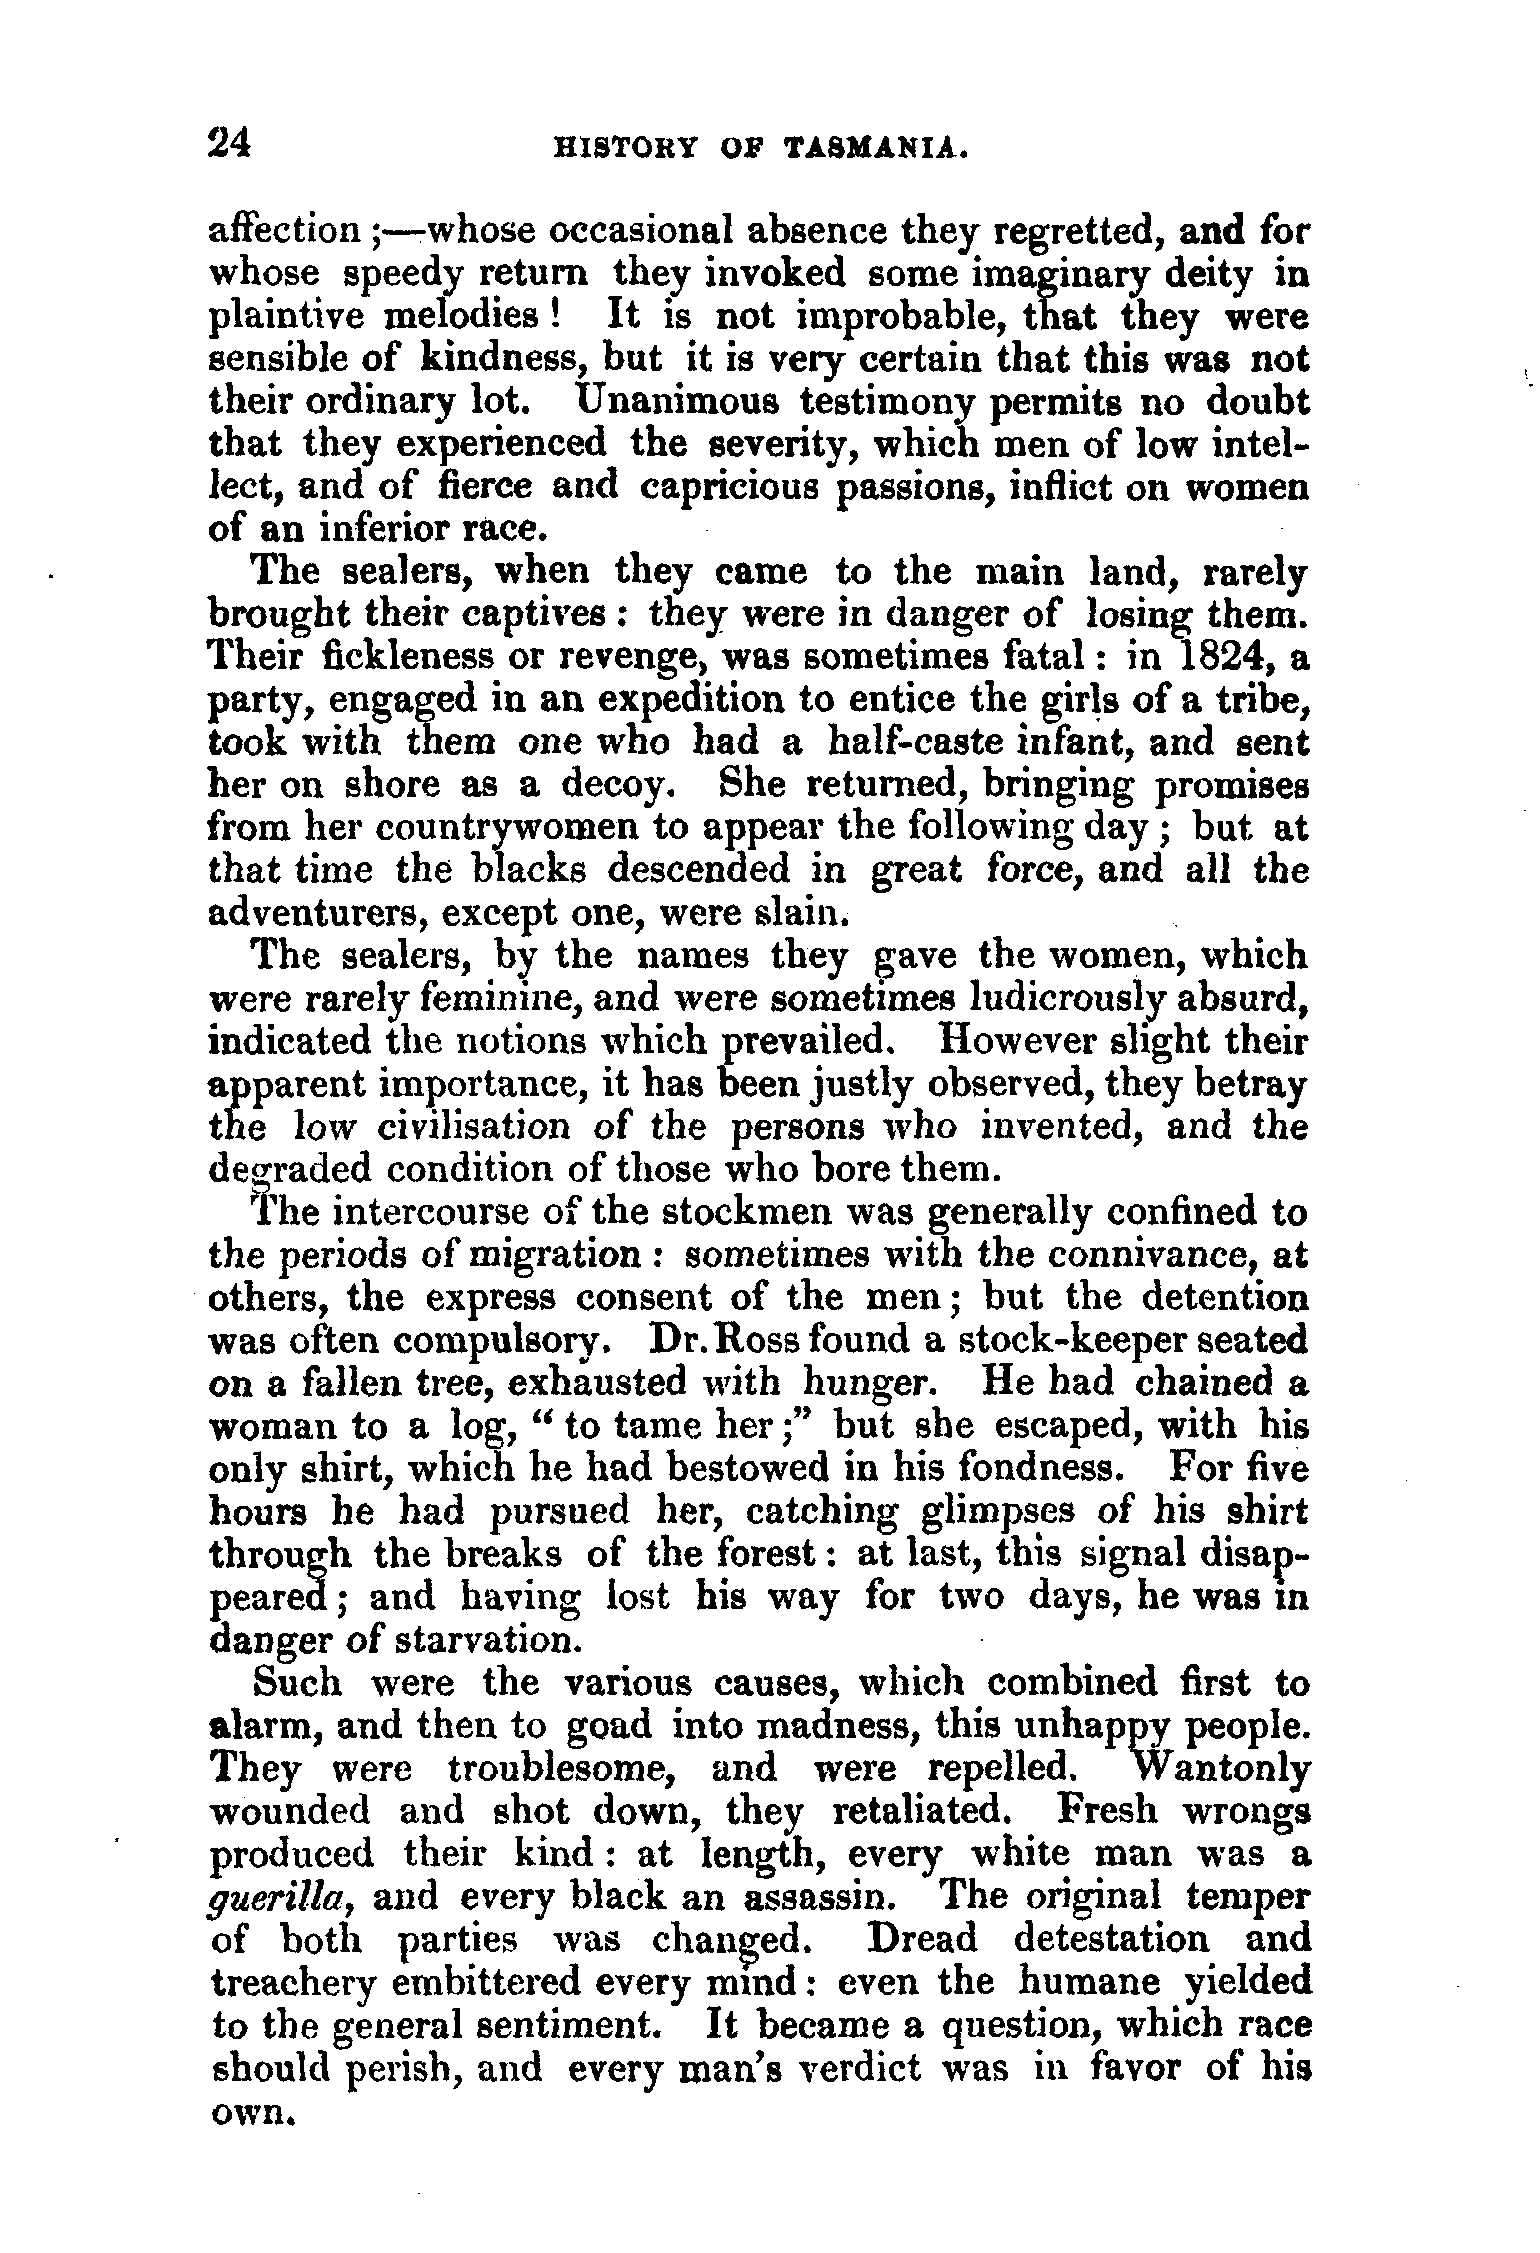 24 HISTORY OF TASMANIA.
affection ;—whose occasional absence they regretted, and for
whose speedy return they invoked some imaginary deity in
plaintive melodies ! It is not improbable, that they were
sensible of kindness, but it is very certain that this was not
their ordinary lot. Unanimous testimony permits no doubt
that they experienced the severity, which men of low intel-
lect, and of fierce and capricious passions, inflict on women
of an inferior race.
The sealers, when they came to the main land, rarely
brought their captives : they were in danger of losing them.
Their fickleness or revenge, was sometimes fatal : in 1824, a
party, engaged in an expedition to entice the girls of a tribe,
took with them one who had a half-caste infant, and sent
her on shore as a decoy. She returned, bringing promises
from her countrywomen to appear the following day ; but at
that time the blacks descended in great force, and all the
adventurers, except one, were slain.
The sealers, by the names they gave the women, which
were rarely feminine, and were sometimes ludicrously absurd,
indicated the notions which prevailed. However slight their
apparent importance, it has been justly observed, they betray
the low civilisation of the persons who invented, and the
degraded condition of those who bore them.
The intercourse of the stockmen was generally confined to
the periods of migration : sometimes with the connivance, at
others, the express consent of the men ; but the detention
was often compulsory. Dr. Ross found a stock-keeper seated
on a fallen tree, exhausted with hunger. He had chained a
woman to a log, “ to tame her ;” but she escaped, with his
only shirt, which he had bestowed in his fondness. For five
hours he had pursued her, catching glimpses of his shirt
through the breaks of the forest : at last, this signal disap-
peared ; and having lost his way for two days, he was in
danger of starvation.
Such were the various causes, which combined first to
alarm, and then to goad into madness, this unhappy people.
They were troublesome, and were repelled. Wantonly
wounded and shot down, they retaliated. Fresh wrongs
produced their kind : at length, every white man was a
guerilla, and every black an assassin. The original temper
of both parties was changed. Dread detestation and
treachery embittered every mind : even the humane yielded
to the general sentiment. It became a question, which race
should perish, and every man’s verdict was in favor of his
own.